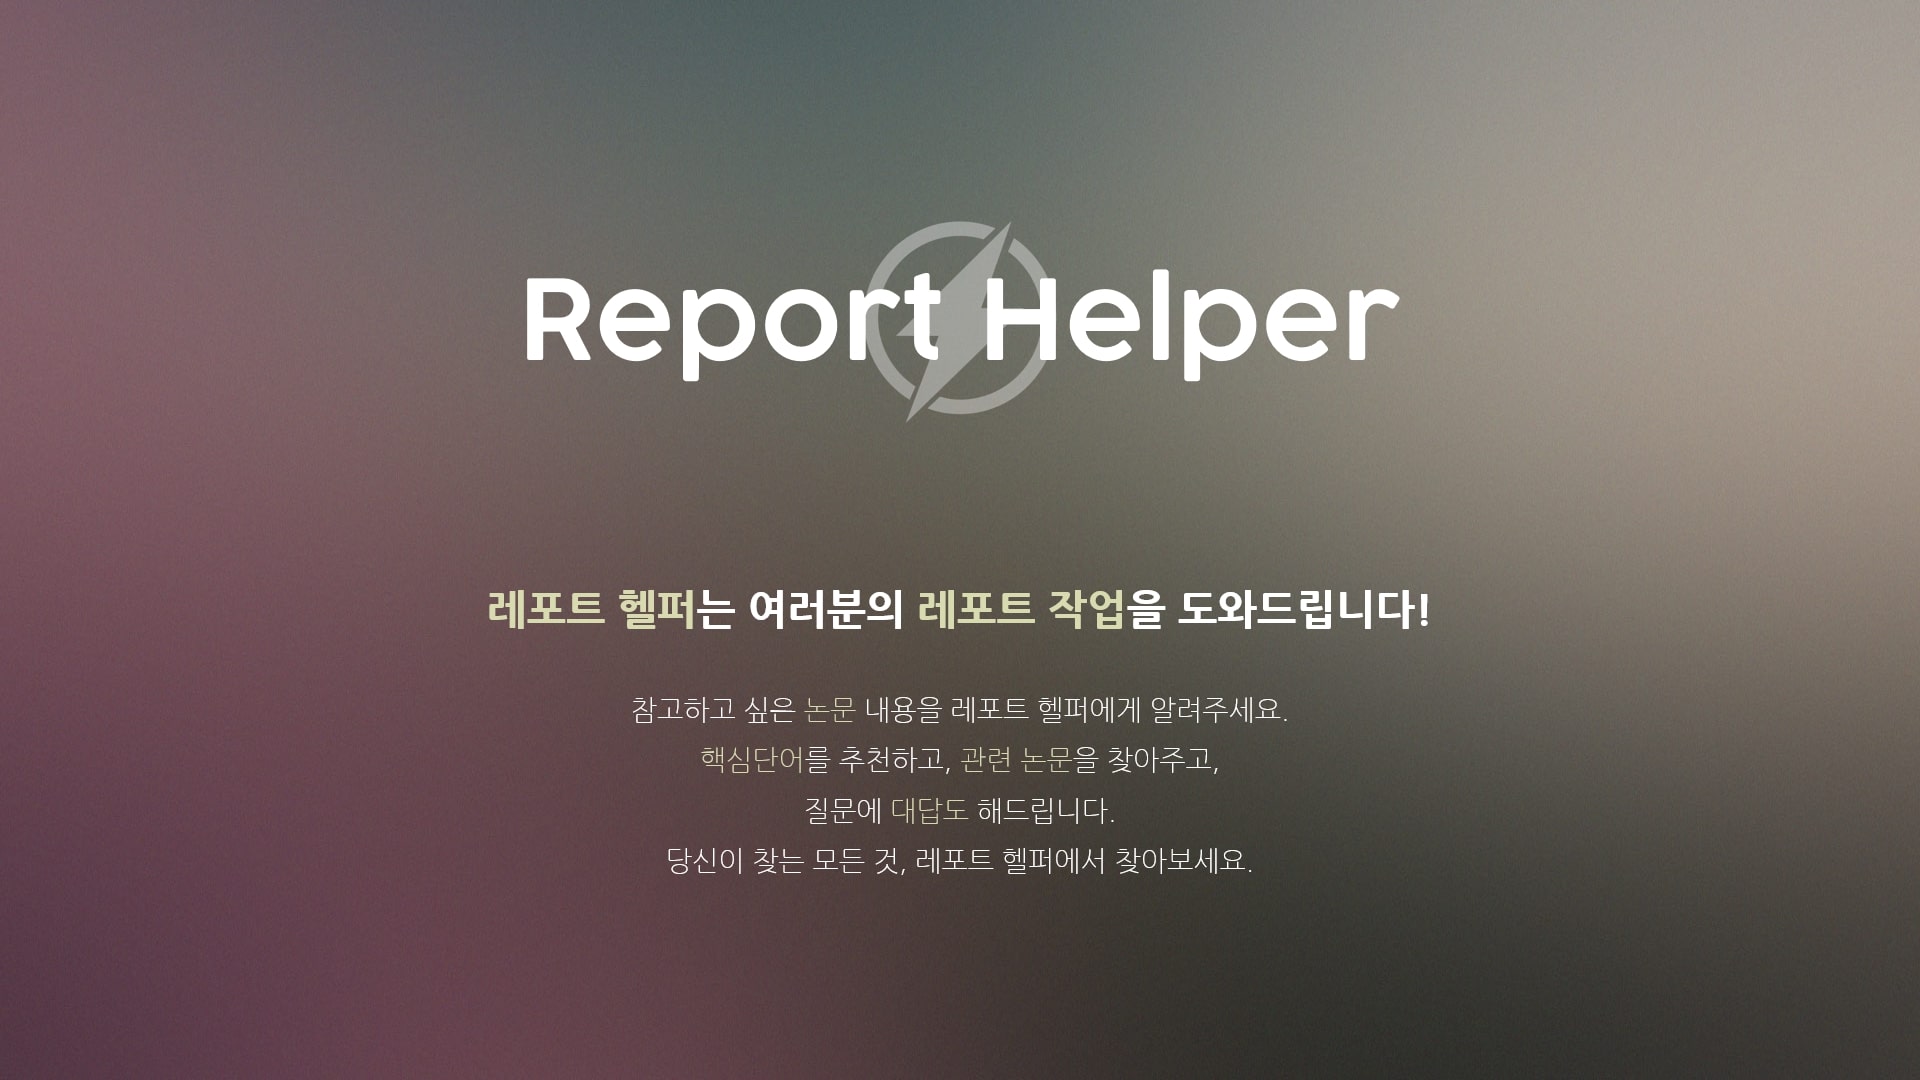 Report Helper
레포트 헬퍼는 여러분의 레포트 작업을 도와드립니다!
참고하고 싶은 논문 내용을 레포트 헬퍼에게 알려주세요.
핵심단어를 추천하고, 관련 논문을 찾아주고,
질문에 대답도 해드립니다.
당신이 찾는 모든 것, 레포트 헬퍼에서 찾아보세요.